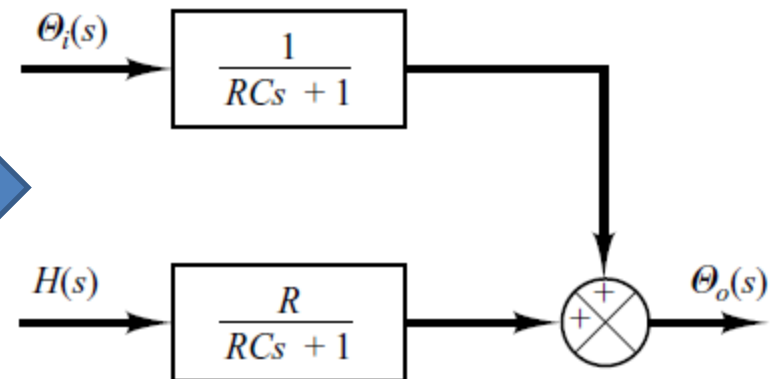 Θi(s)
1
RCs + 1
+
H(s)
R
RCs + 1
+
Θo(s)